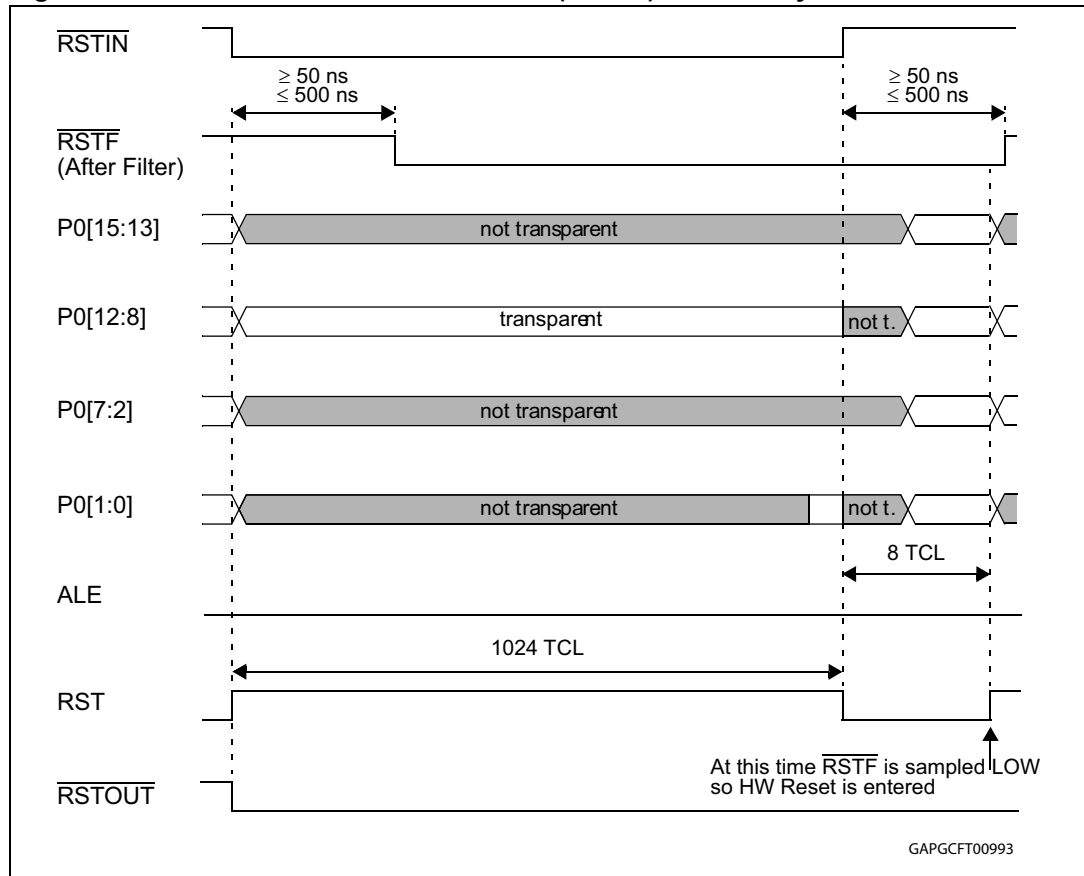 RSTIN
≥ 50 ns
≤ 500 ns
≥ 50 ns
≤ 500 ns
RSTF
(After Filter)
P0[15:13]
not transparent
P0[12:8]
transparent
not t.
P0[7:2]
not transparent
P0[1:0]
not transparent
not t.
8 TCL
ALE
1024 TCL
RST
At this time RSTF is sampled LOW
so HW Reset is entered
RSTOUT
GAPGCFT00993